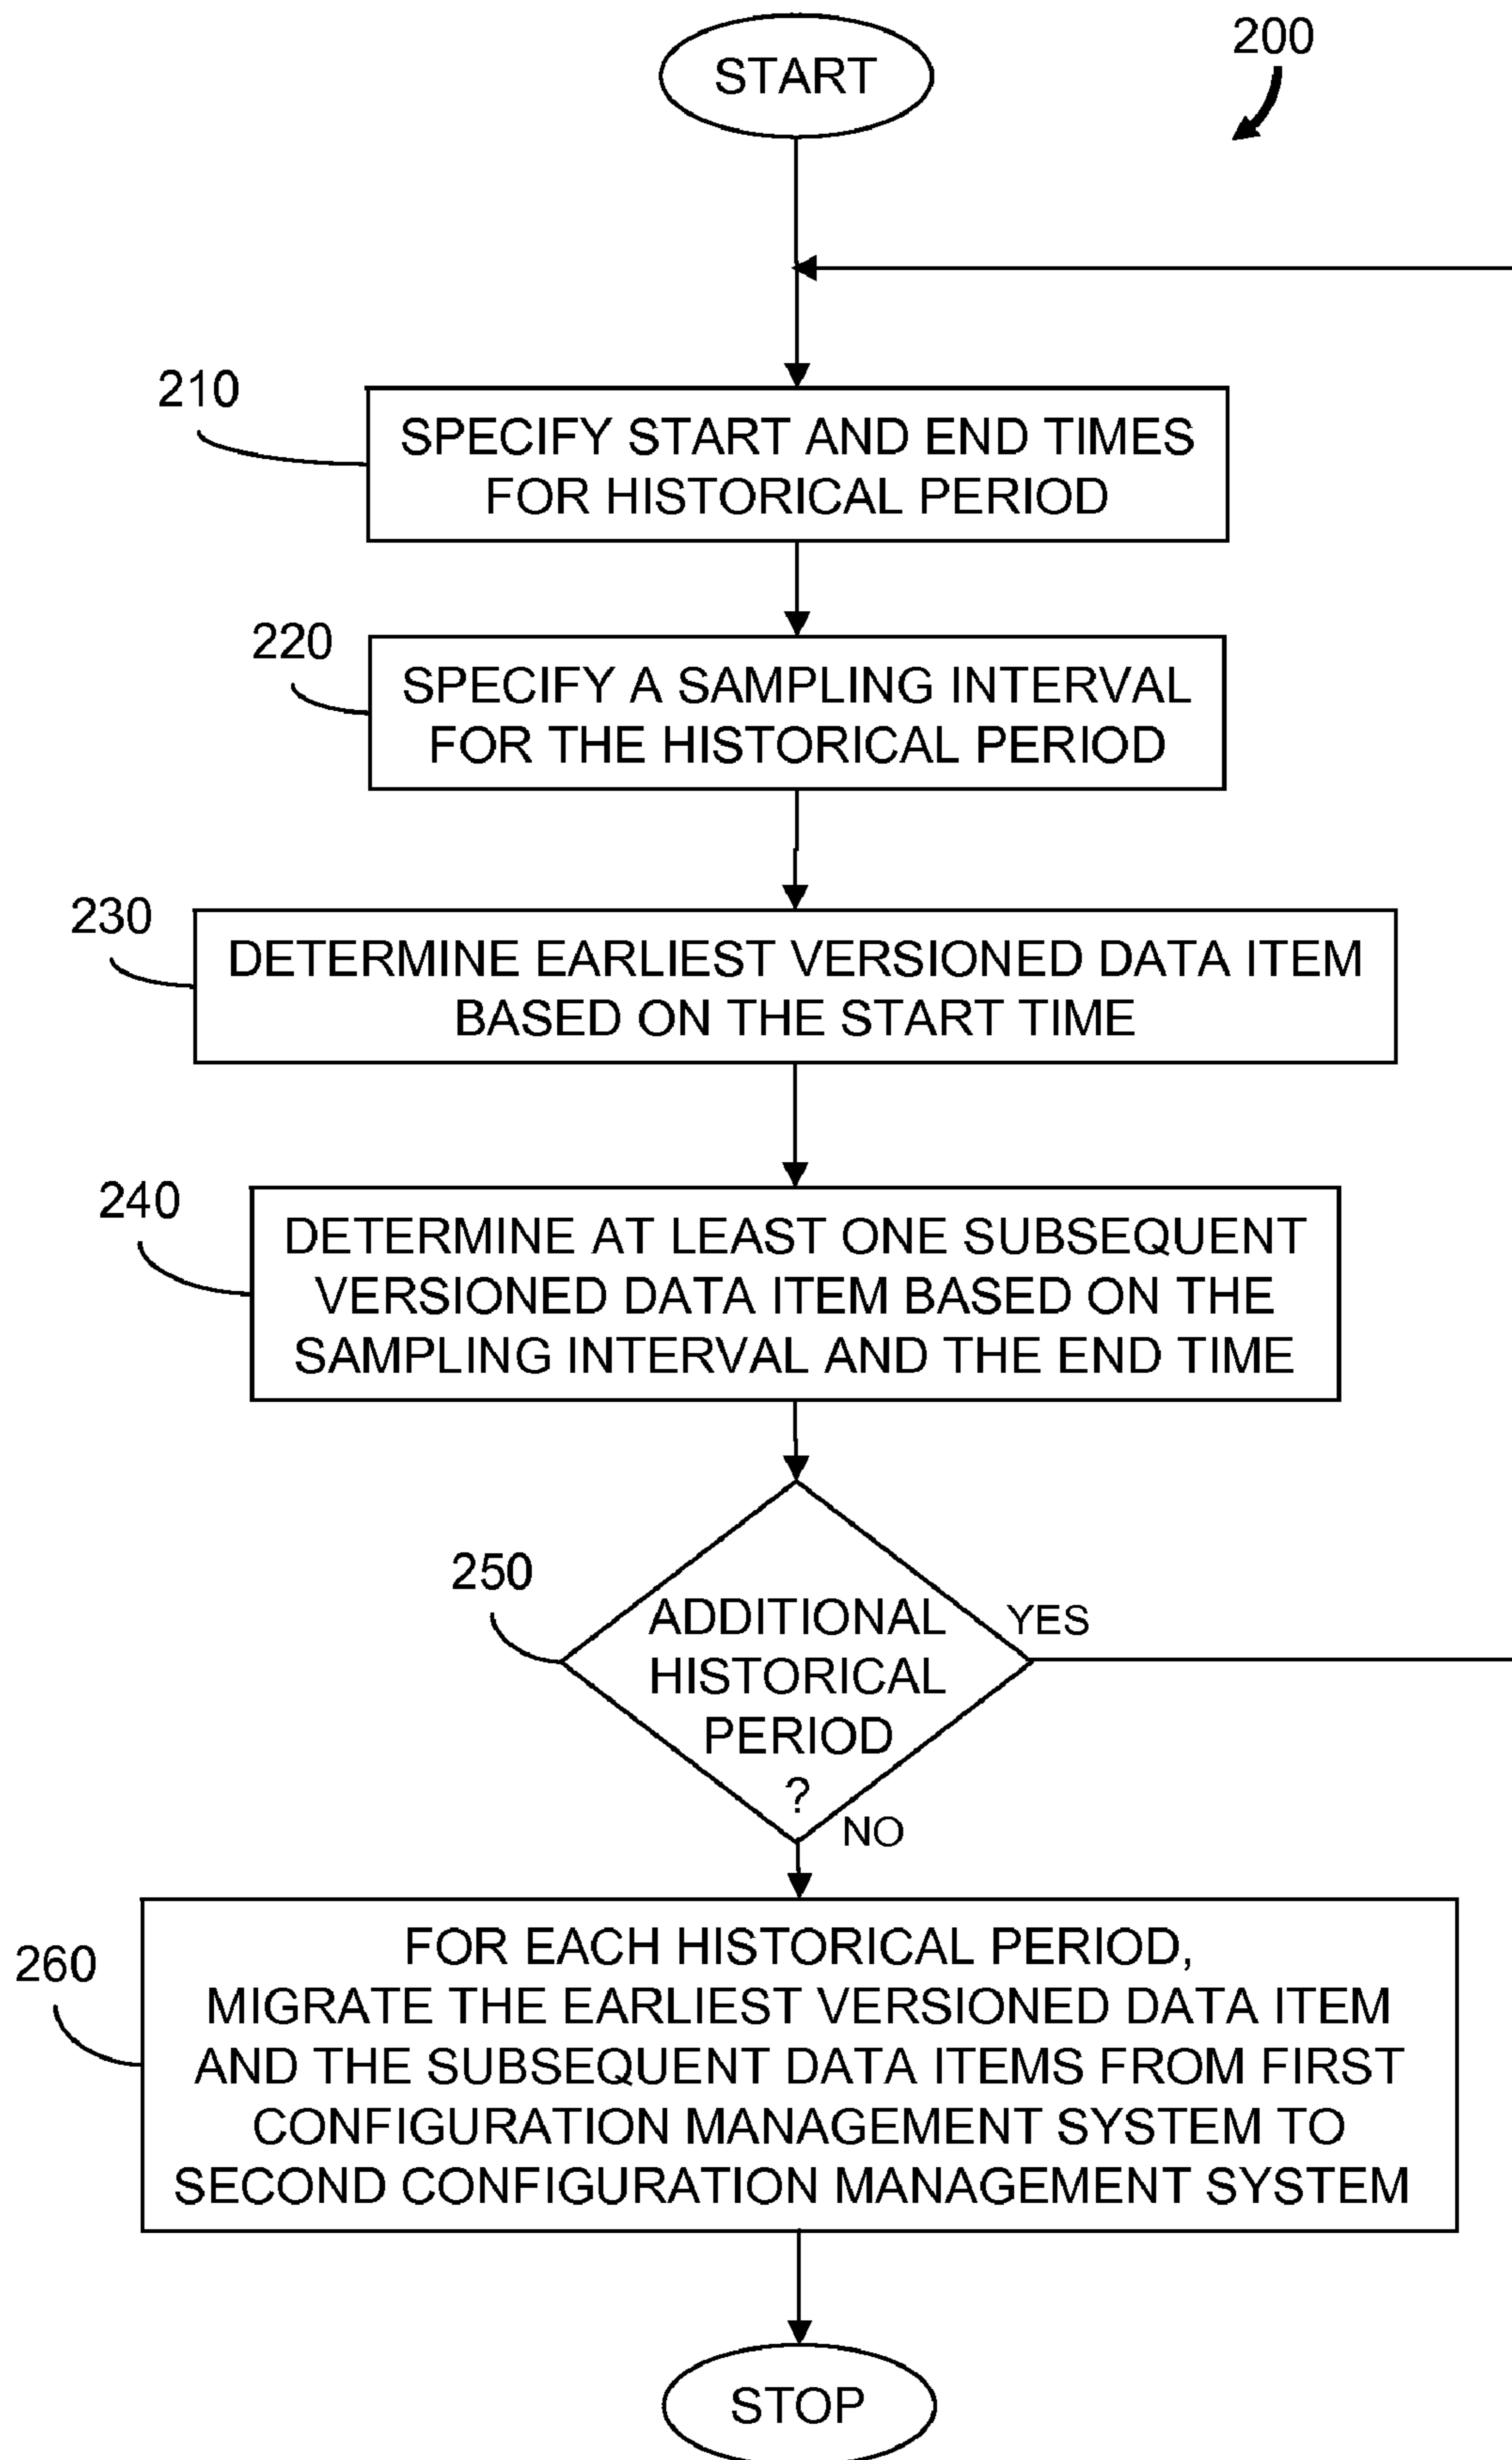 START
200
210
SPECIFY START AND END TIMES
FOR HISTORICAL PERIOD
220
SPECIFY A SAMPLING INTERVAL
FOR THE HISTORICAL PERIOD
230
DETERMINE EARLIEST VERSIONED DATA ITEM
BASED ON THE START TIME
240
DETERMINE AT LEAST ONE SUBSEQUENT
VERSIONED DATA ITEM BASED ON THE
SAMPLING INTERVAL AND THE END TIME
250
ADDITIONAL
HISTORICAL
PERIOD
?
YES
NO
260
FOR EACH HISTORICAL PERIOD,
MIGRATE THE EARLIEST VERSIONED DATA ITEM
AND THE SUBSEQUENT DATA ITEMS FROM FIRST
CONFIGURATION MANAGEMENT SYSTEM TO
SECOND CONFIGURATION MANAGEMENT SYSTEM
STOP